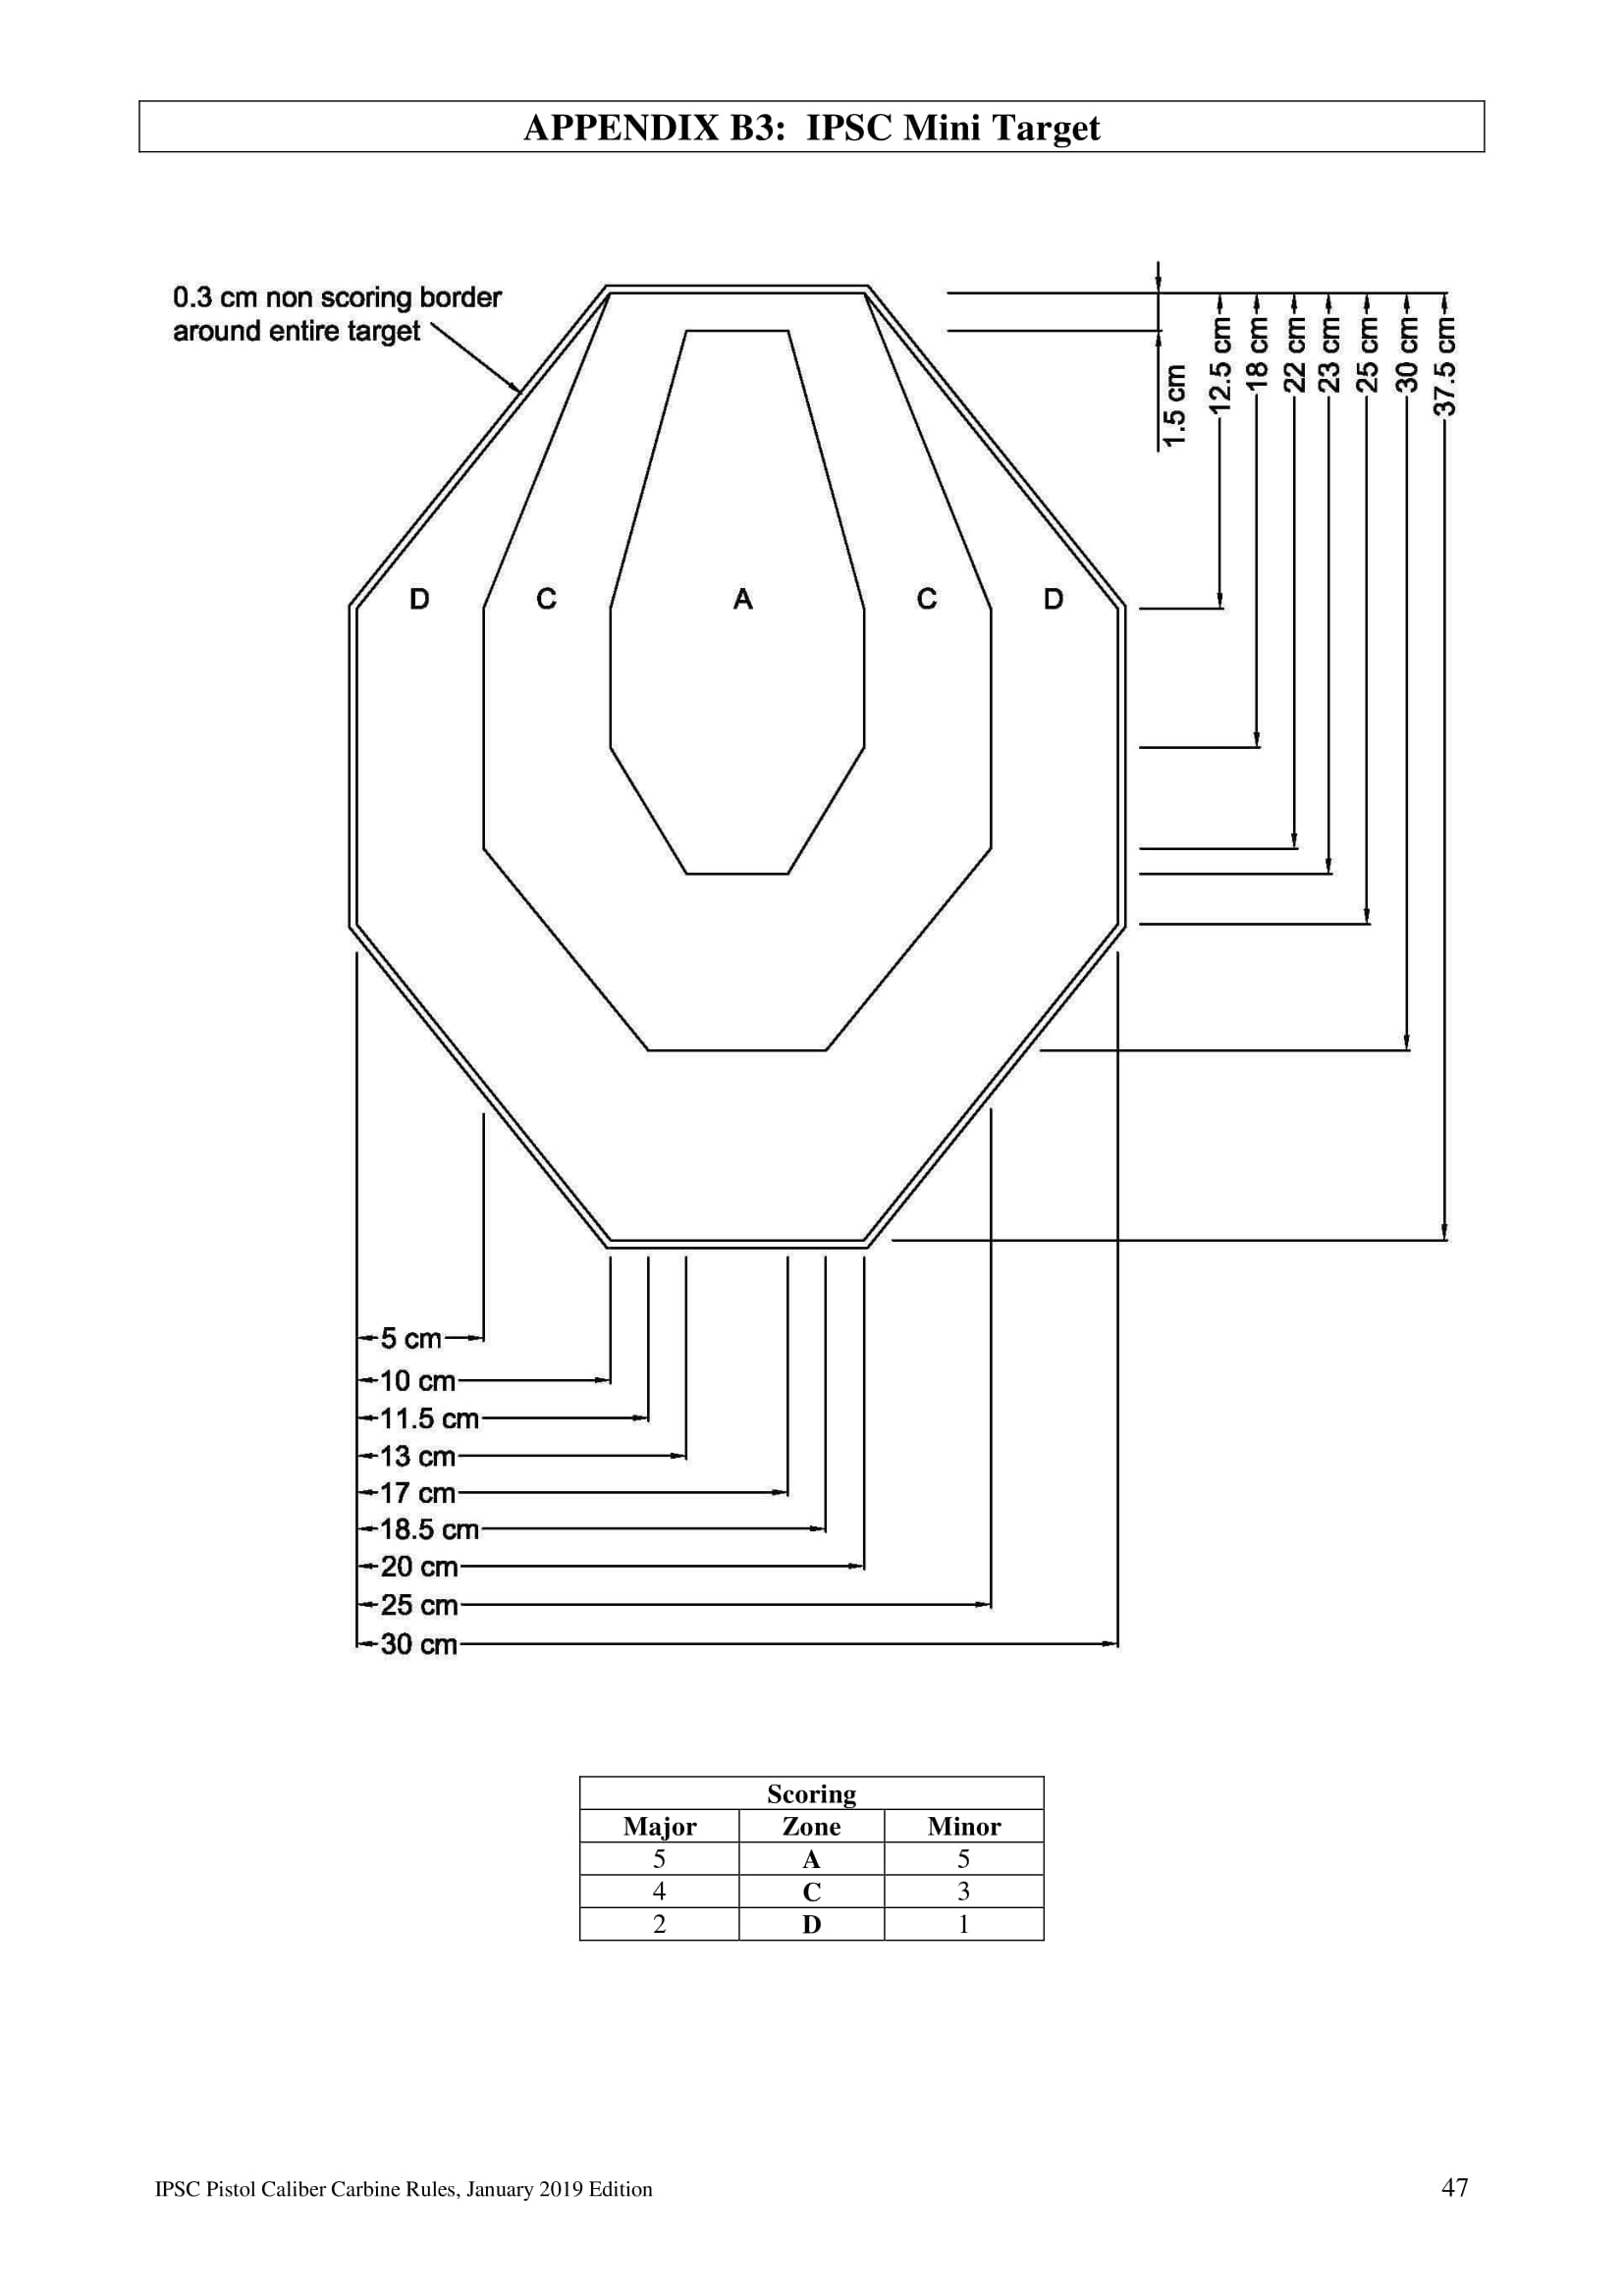 APPENDIX B3:  IPSC Mini Target
0.3 cm non scoring border
around entire target
1.5 cm
12.5 cm
18 cm
22 cm
23 cm
25 cm
30 cm
37.5 cm
D C A C D
5 cm
10 cm
11.5 cm
13 cm
17 cm
18.5 cm
20 cm
25 cm
30 cm
Scoring
Major Zone Minor
5 A 5
4 C 3
2 D 1
IPSC Pistol Caliber Carbine Rules, January 2019 Edition 47